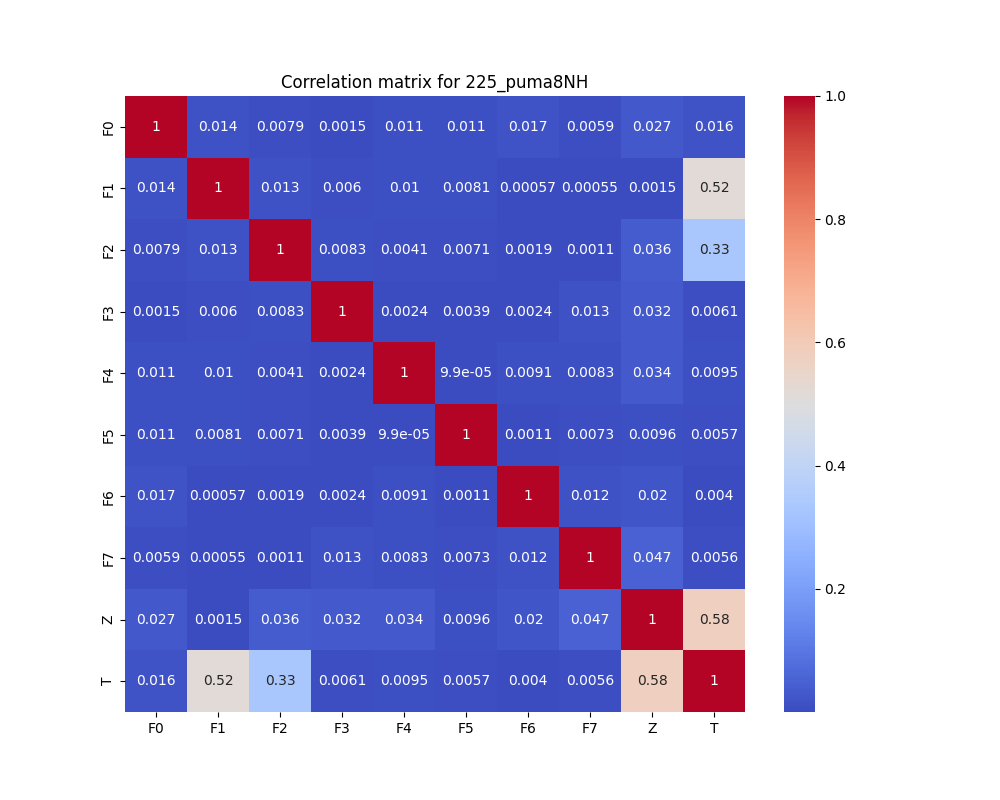 Correlation matrix for 225_puma8NH
F0 1 0.014 0.0079 0.0015 0.011 0.011 0.017 0.0059 0.027 0.016
F1 0.014 1 0.013 0.006 0.01 0.0081 0.00057 0.00055 0.0015 0.52
F2 0.0079 0.013 1 0.0083 0.0041 0.0071 0.0019 0.0011 0.036 0.33
F3 0.0015 0.006 0.0083 1 0.0024 0.0039 0.0024 0.013 0.032 0.0061
F4 0.011 0.01 0.0041 0.0024 1 9.9e-05 0.0091 0.0083 0.034 0.0095
F5 0.011 0.0081 0.0071 0.0039 9.9e-05 1 0.0011 0.0073 0.0096 0.0057
F6 0.017 0.00057 0.0019 0.0024 0.0091 0.0011 1 0.012 0.02 0.004
F7 0.0059 0.00055 0.0011 0.013 0.0083 0.0073 0.012 1 0.047 0.0056
Z 0.027 0.0015 0.036 0.032 0.034 0.0096 0.02 0.047 1 0.58
T 0.016 0.52 0.33 0.0061 0.0095 0.0057 0.004 0.0056 0.58 1
F0 F1 F2 F3 F4 F5 F6 F7 Z T
1.0
0.8
0.6
0.4
0.2